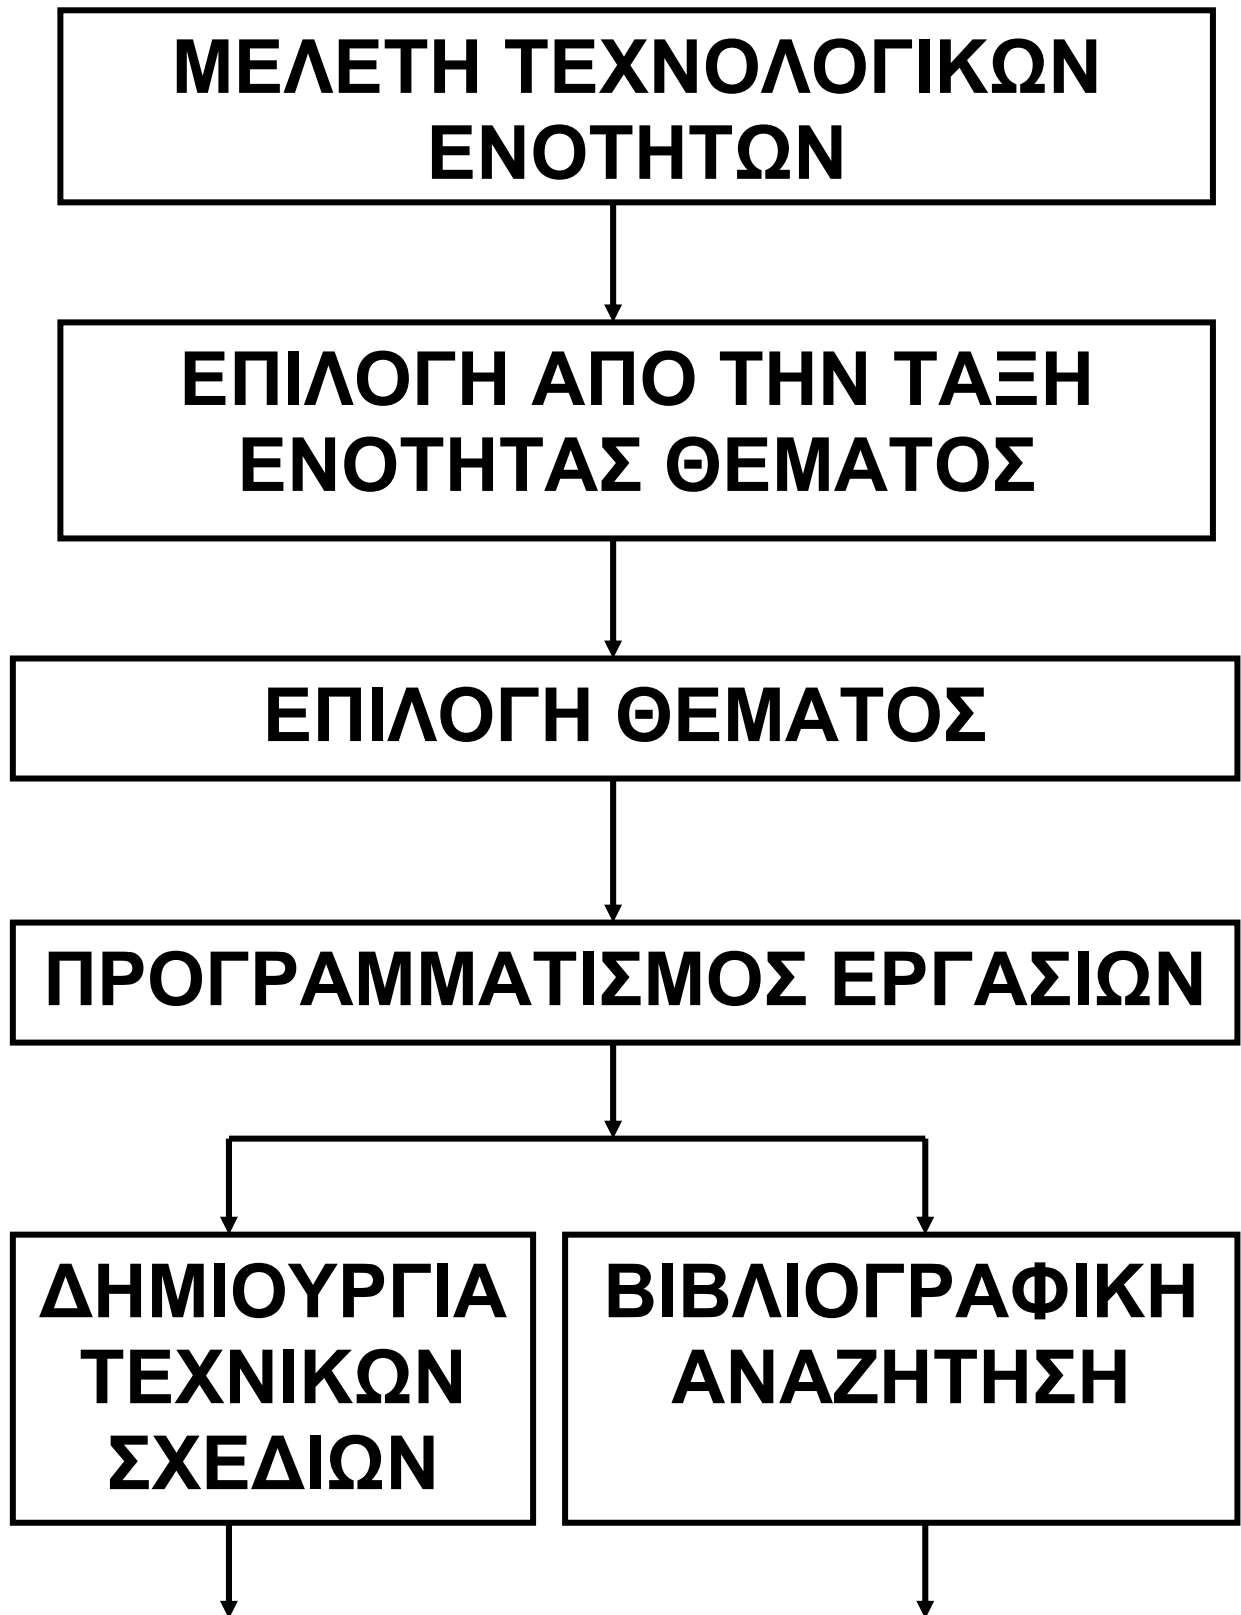 ΜΕΛΕΤΗ ΤΕΧΝΟΛΟΓΙΚΩΝ
ΕΝΟΤΗΤΩΝ
ΕΠΙΛΟΓΗ ΑΠΟ ΤΗΝ ΤΑΞΗ
ΕΝΟΤΗΤΑΣ ΘΕΜΑΤΟΣ
ΕΠΙΛΟΓΗ ΘΕΜΑΤΟΣ
ΠΡΟΓΡΑΜΜΑΤΙΣΜΟΣ ΕΡΓΑΣΙΩΝ
ΔΗΜΙΟΥΡΓΙΑ
ΤΕΧΝΙΚΩΝ
ΣΧΕΔΙΩΝ
ΒΙΒΛΙΟΓΡΑΦΙΚΗ
ΑΝΑΖΗΤΗΣΗ